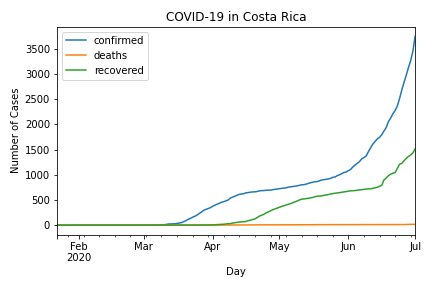 COVID-19 in Costa Rica
confirmed
deaths
recovered
Number of Cases
3500
3000
2500
2000
1500
1000
500
0
Feb
2020
Mar
Apr
May
Jun
Jul
Day